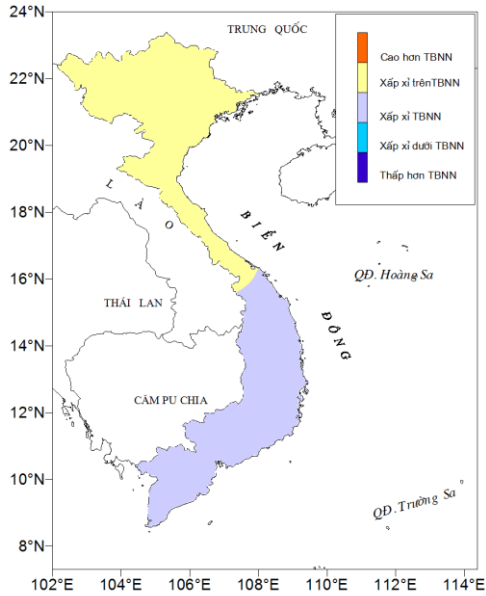 24°N
22°N
20°N
18°N
16°N
14°N
12°N
10°N
8°N
102°E 104°E 106°E 108°E 110°E 112°E 114°E
TRUNG QUỐC
Cao hơn TBNN
Xấp xỉ trênTBNN
Xấp xỉ TBNN
Xấp xỉ dưới TBNN
Thấp hơn TBNN
LÀO
BIỂN
ĐÔNG
QĐ. Hoàng Sa
THÁI LAN
CĂM PU CHIA
QĐ. Trường Sa